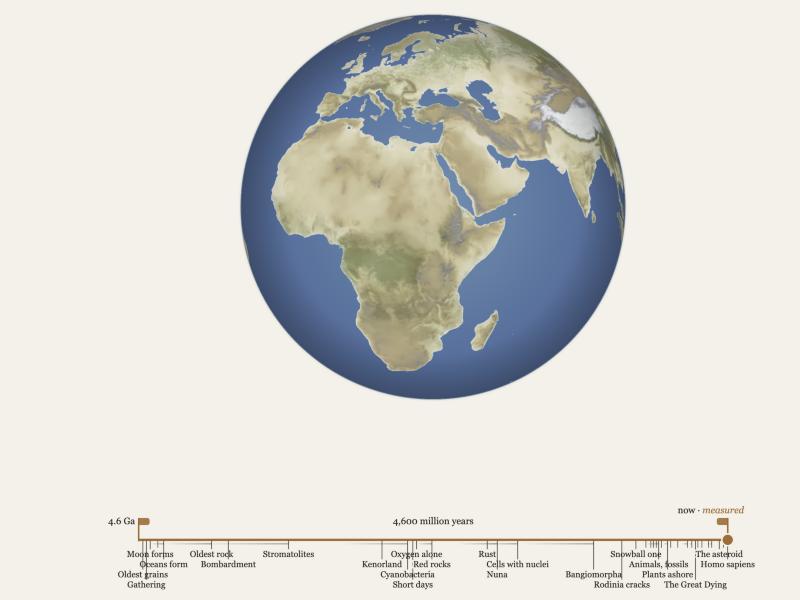 now · measured
4.6 Ga
4,600 million years
Moon forms
Oldest rock
Stromatolites
Oxygen alone
Rust
Snowball one
The asteroid
Oceans form
Bombardment
Kenorland
Red rocks
Cells with nuclei
Animals, fossils
Homo sapiens
Oldest grains
Cyanobacteria
Nuna
Bangiomorpha
Plants ashore
Gathering
Short days
Rodinia cracks
The Great Dying